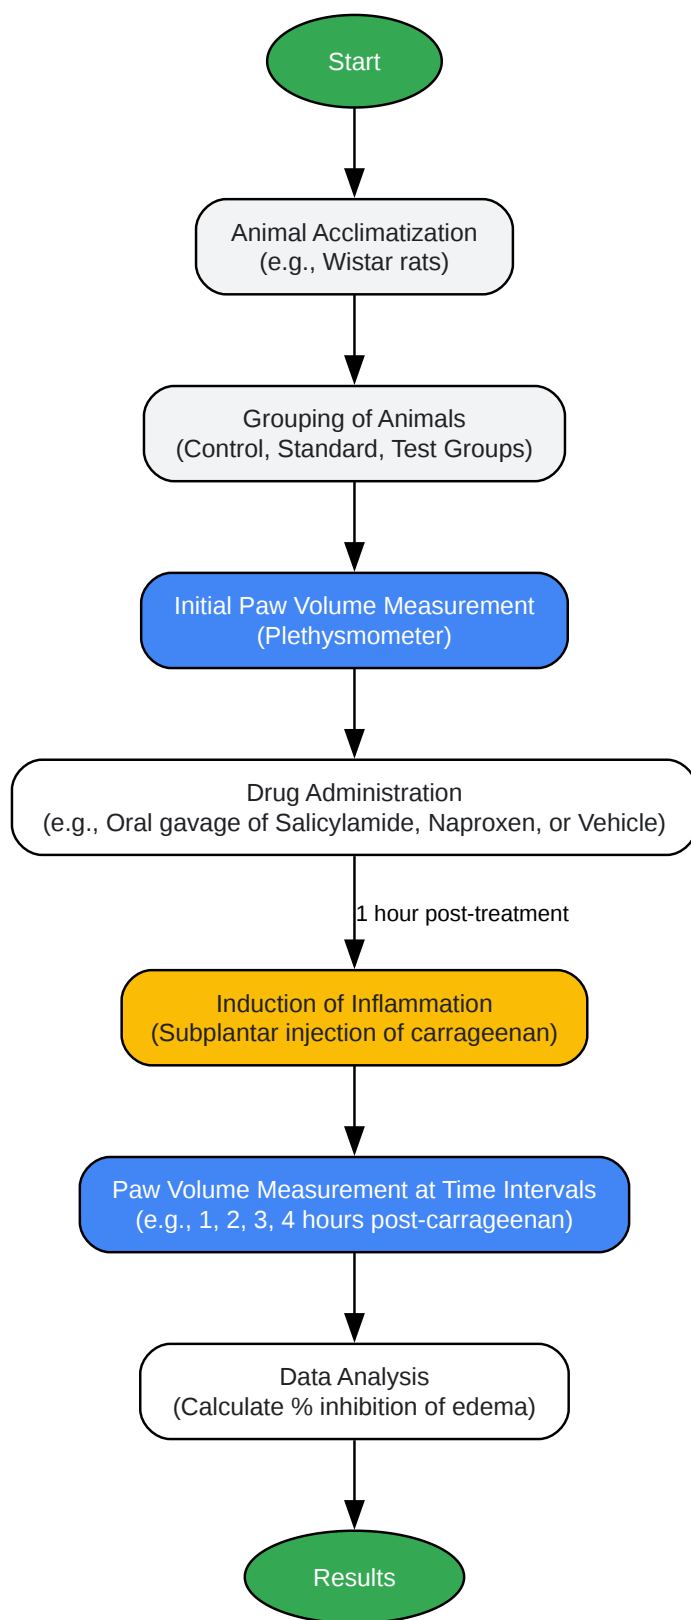 Start
Animal Acclimatization
(e.g., Wistar rats)
Grouping of Animals
(Control, Standard, Test Groups)
Initial Paw Volume Measurement
(Plethysmometer)
Drug Administration
(e.g., Oral gavage of Salicylamide, Naproxen, or Vehicle)
1 hour post-treatment
Induction of Inflammation
(Subplantar injection of carrageenan)
Paw Volume Measurement at Time Intervals
(e.g., 1, 2, 3, 4 hours post-carrageenan)
Data Analysis
(Calculate % inhibition of edema)
Results